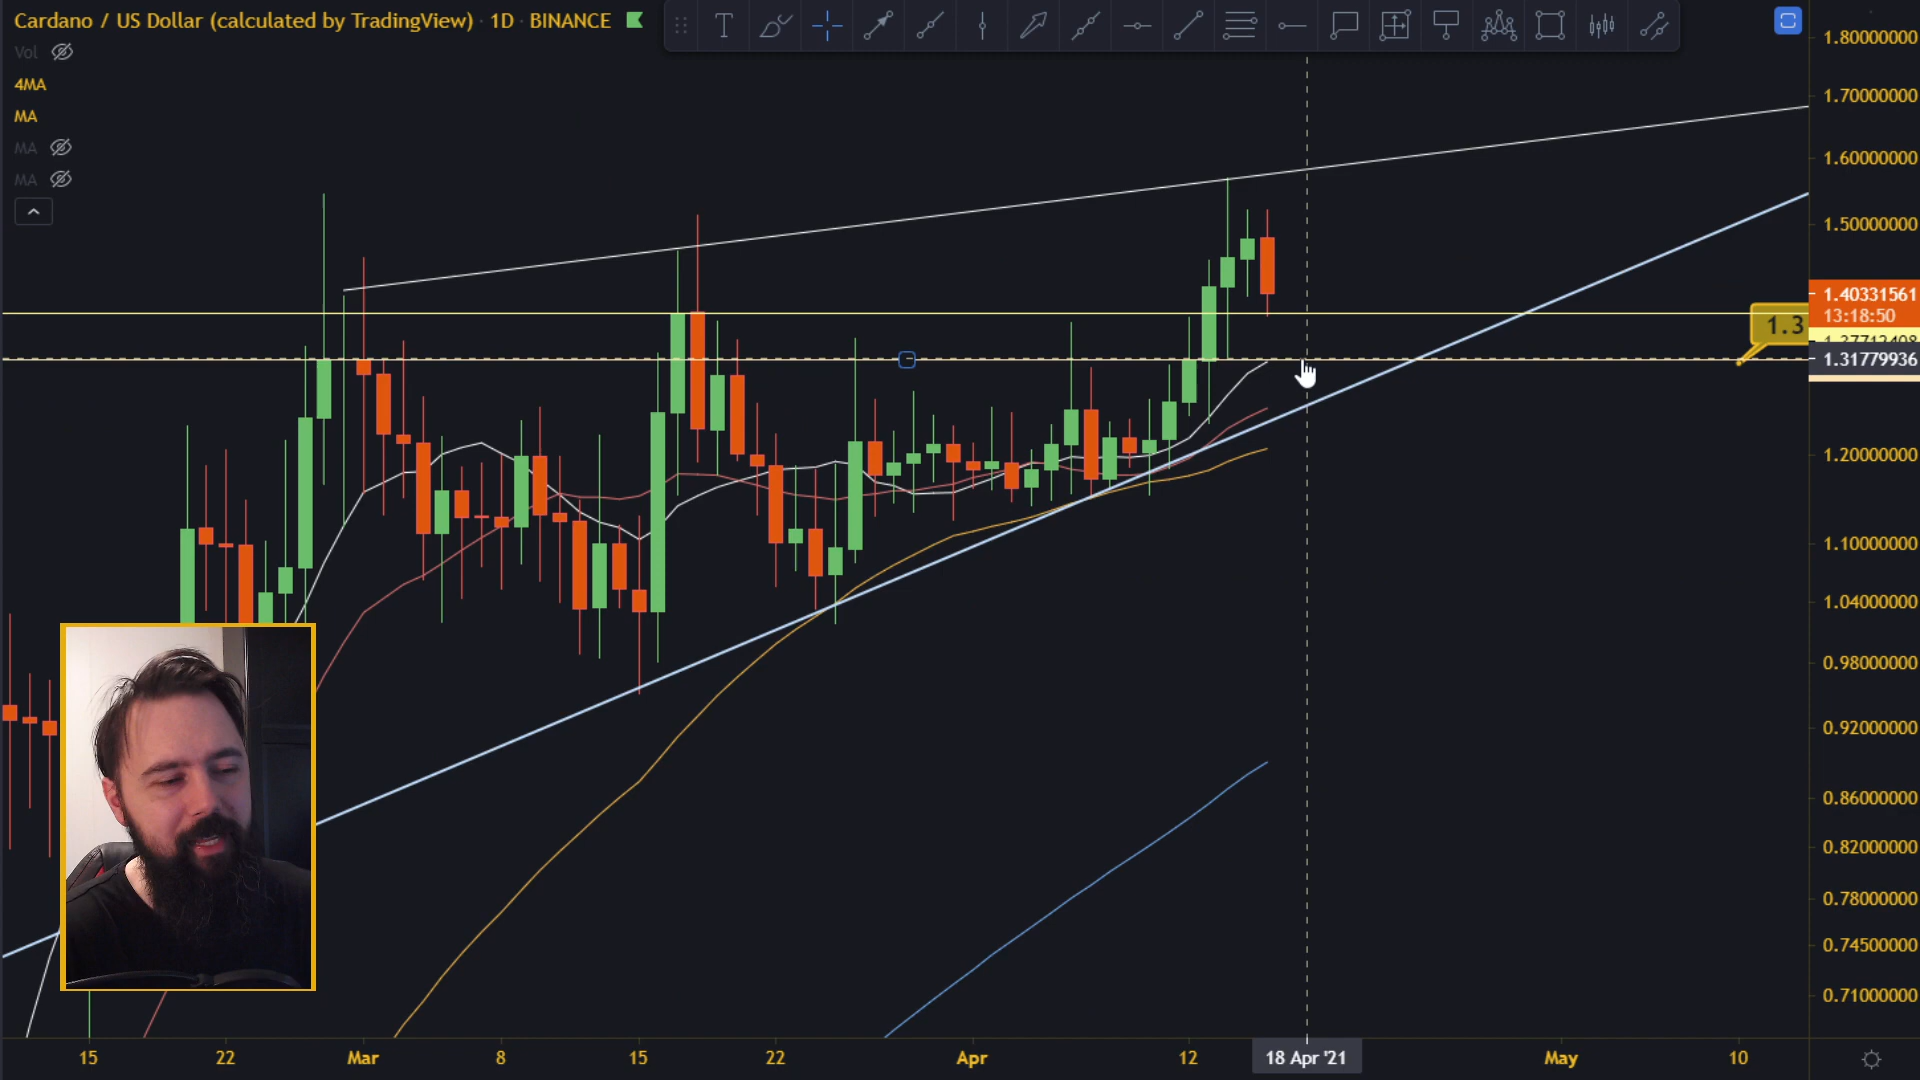 Cardano / US Dollar (calculated by TradingView) · 1D · BINANCE
Vol
4MA
MA
MA
MA
T
1.80000000
1.70000000
1.60000000
1.50000000
1.40331561
13:18:50
1.3
1.31779936
1.20000000
1.10000000
1.04000000
0.98000000
0.92000000
0.86000000
0.82000000
0.78000000
0.74500000
0.71000000
15 22 Mar 8 15 22 Apr 12 18 Apr '21 May 10